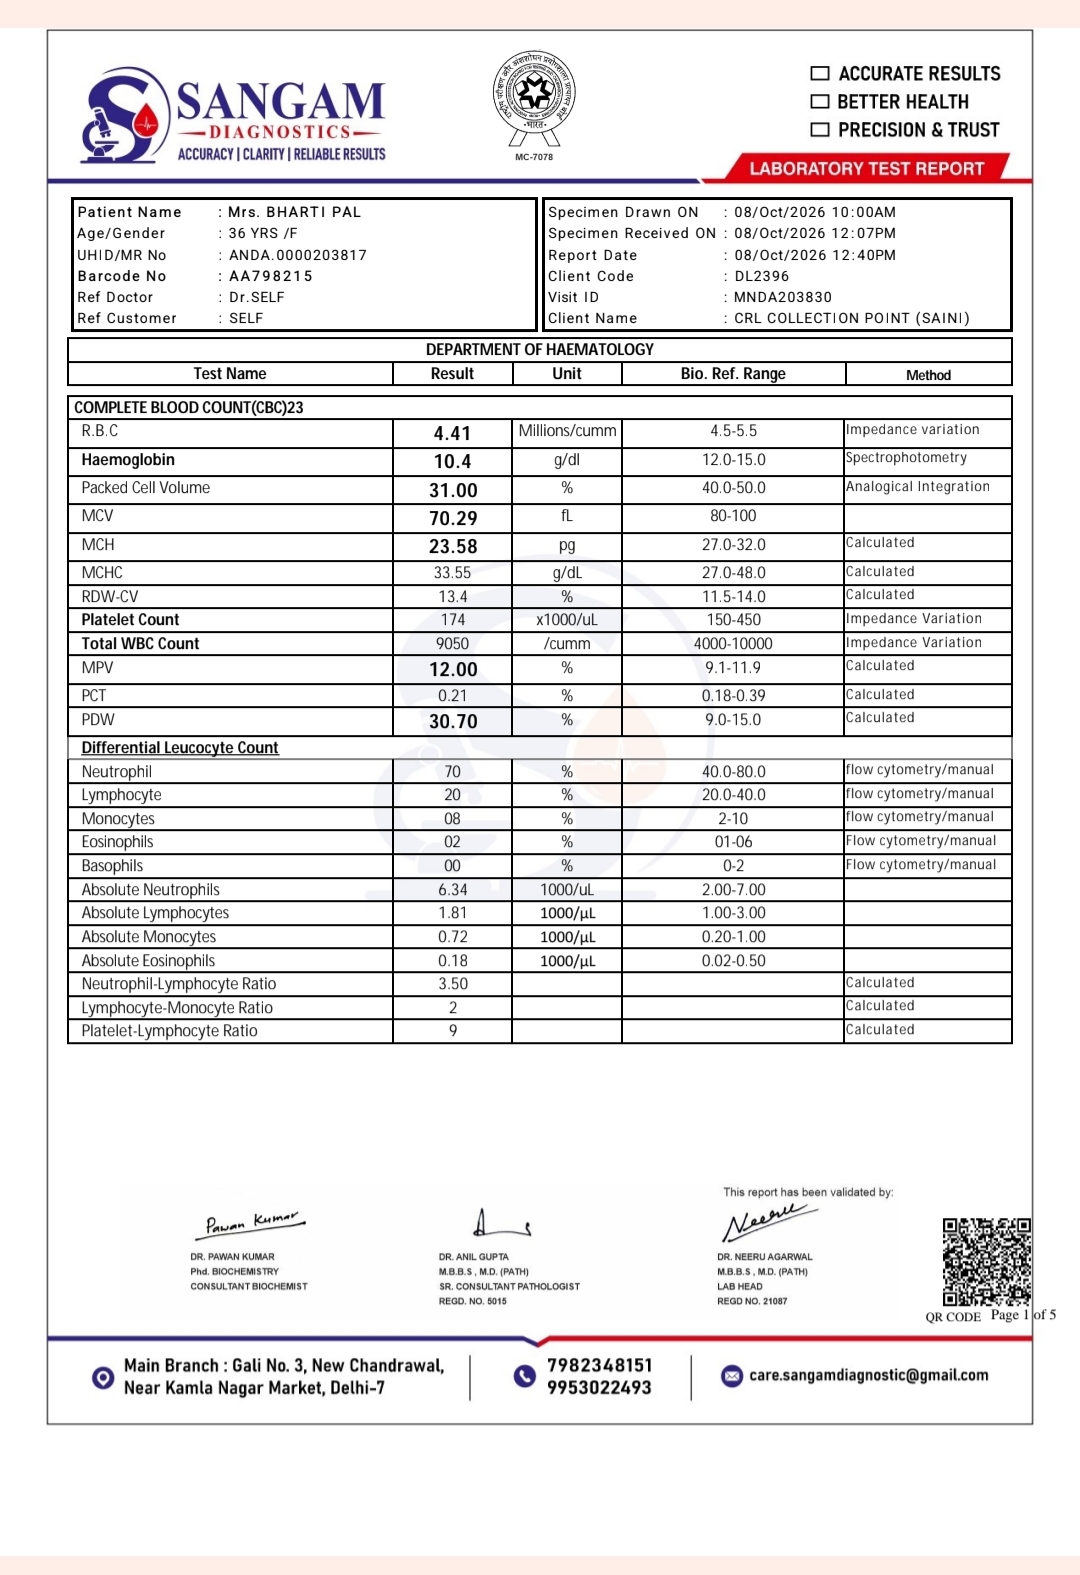 SANGAM
DIAGNOSTICS
ACCURACY | CLARITY | RELIABLE RESULTS
भारत
MC-7078
ACCURATE RESULTS
BETTER HEALTH
PRECISION & TRUST
LABORATORY TEST REPORT
Patient Name : Mrs. BHARTI PAL
Age/Gender : 36 YRS /F
UHID/MR No : ANDA.0000203817
Barcode No : AA798215
Ref Doctor : Dr.SELF
Ref Customer : SELF
Specimen Drawn ON : 08/Oct/2026 10:00AM
Specimen Received ON : 08/Oct/2026 12:07PM
Report Date : 08/Oct/2026 12:40PM
Client Code : DL2396
Visit ID : MNDA203830
Client Name : CRL COLLECTION POINT (SAINI)
DEPARTMENT OF HAEMATOLOGY
Test Name Result Unit Bio. Ref. Range Method
COMPLETE BLOOD COUNT(CBC)23
R.B.C 4.41 Millions/cumm 4.5-5.5 Impedance variation
Haemoglobin 10.4 g/dl 12.0-15.0 Spectrophotometry
Packed Cell Volume 31.00 % 40.0-50.0 Analogical Integration
MCV 70.29 fL 80-100
MCH 23.58 pg 27.0-32.0 Calculated
MCHC 33.55 g/dL 27.0-48.0 Calculated
RDW-CV 13.4 % 11.5-14.0 Calculated
Platelet Count 174 x1000/uL 150-450 Impedance Variation
Total WBC Count 9050 /cumm 4000-10000 Impedance Variation
MPV 12.00 % 9.1-11.9 Calculated
PCT 0.21 % 0.18-0.39 Calculated
PDW 30.70 % 9.0-15.0 Calculated
Differential Leucocyte Count
Neutrophil 70 % 40.0-80.0 flow cytometry/manual
Lymphocyte 20 % 20.0-40.0 flow cytometry/manual
Monocytes 08 % 2-10 flow cytometry/manual
Eosinophils 02 % 01-06 Flow cytometry/manual
Basophils 00 % 0-2 Flow cytometry/manual
Absolute Neutrophils 6.34 1000/uL 2.00-7.00
Absolute Lymphocytes 1.81 1000/µL 1.00-3.00
Absolute Monocytes 0.72 1000/µL 0.20-1.00
Absolute Eosinophils 0.18 1000/µL 0.02-0.50
Neutrophil-Lymphocyte Ratio 3.50 Calculated
Lymphocyte-Monocyte Ratio 2 Calculated
Platelet-Lymphocyte Ratio 9 Calculated
This report has been validated by:
Pawan Kumar
Neeru
DR. PAWAN KUMAR
Phd. BIOCHEMISTRY
CONSULTANT BIOCHEMIST
DR. ANIL GUPTA
M.B.B.S , M.D. (PATH)
SR. CONSULTANT PATHOLOGIST
REGD. NO. 5015
DR. NEERU AGARWAL
M.B.B.S , M.D. (PATH)
LAB HEAD
REGD NO. 21087
QR CODE Page 1 of 5
Main Branch : Gali No. 3, New Chandrawal,
Near Kamla Nagar Market, Delhi-7
7982348151
9953022493
care.sangamdiagnostic@gmail.com